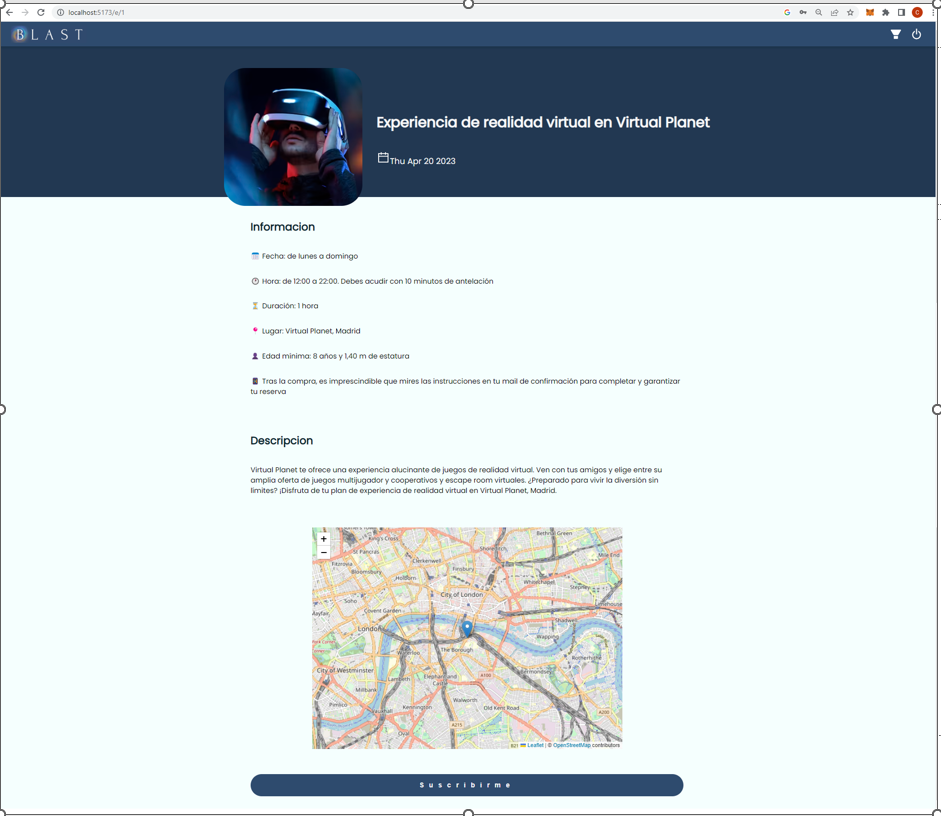 localhost:5173/e/1
BLAST
Experiencia de realidad virtual en Virtual Planet
Thu Apr 20 2023
Informacion
Fecha: de lunes a domingo
Hora: de 12:00 a 22:00. Debes acudir con 10 minutos de antelación
Duración: 1 hora
Lugar: Virtual Planet, Madrid
Edad mínima: 8 años y 1,40 m de estatura
Tras la compra, es imprescindible que mires las instrucciones en tu mail de confirmación para completar y garantizar
tu reserva
Descripcion
Virtual Planet te ofrece una experiencia alucinante de juegos de realidad virtual. Ven con tus amigos y elige entre su
amplia oferta de juegos multijugador y cooperativos y escape room virtuales. ¿Preparado para vivir la diversión sin
límites? ¡Disfruta de tu plan de experiencia de realidad virtual en Virtual Planet, Madrid.
+
−
King's Cross
Bethnal Green
St Pancras
Shoreditch
Mile End
Clerkenwell
Fitzrovia
Finsbury
Bloomsbury
Whitechapel
Holborn
Stepney
Soho
City of London
Limehouse
Covent Garden
Mayfair
Shadwell
London
Wapping
Waterloo
The Borough
Rotherhithe
City of Westminster
Lambeth
Elephant and
Castle
A100
Bermondsey
Millbank
Walworth
Pimlico
Kennington
Old Kent Road
Vauxhall
A200
A215
Oval
Leaflet | © OpenStreetMap contributors
Suscribirme